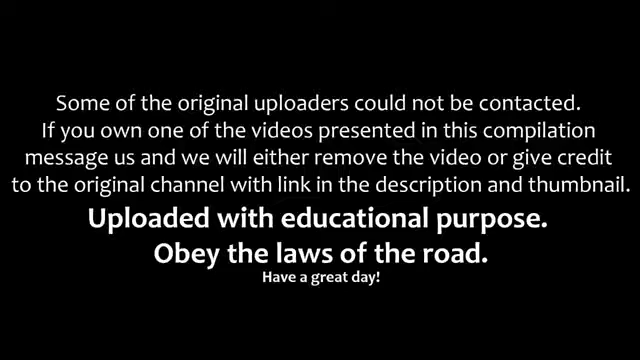 Some of the original uploaders could not be contacted.
If you own one of the videos presented in this compilation
message us and we will either remove the video or give credit
to the original channel with link in the description and thumbnail.
Uploaded with educational purpose.
Obey the laws of the road.
Have a great day!